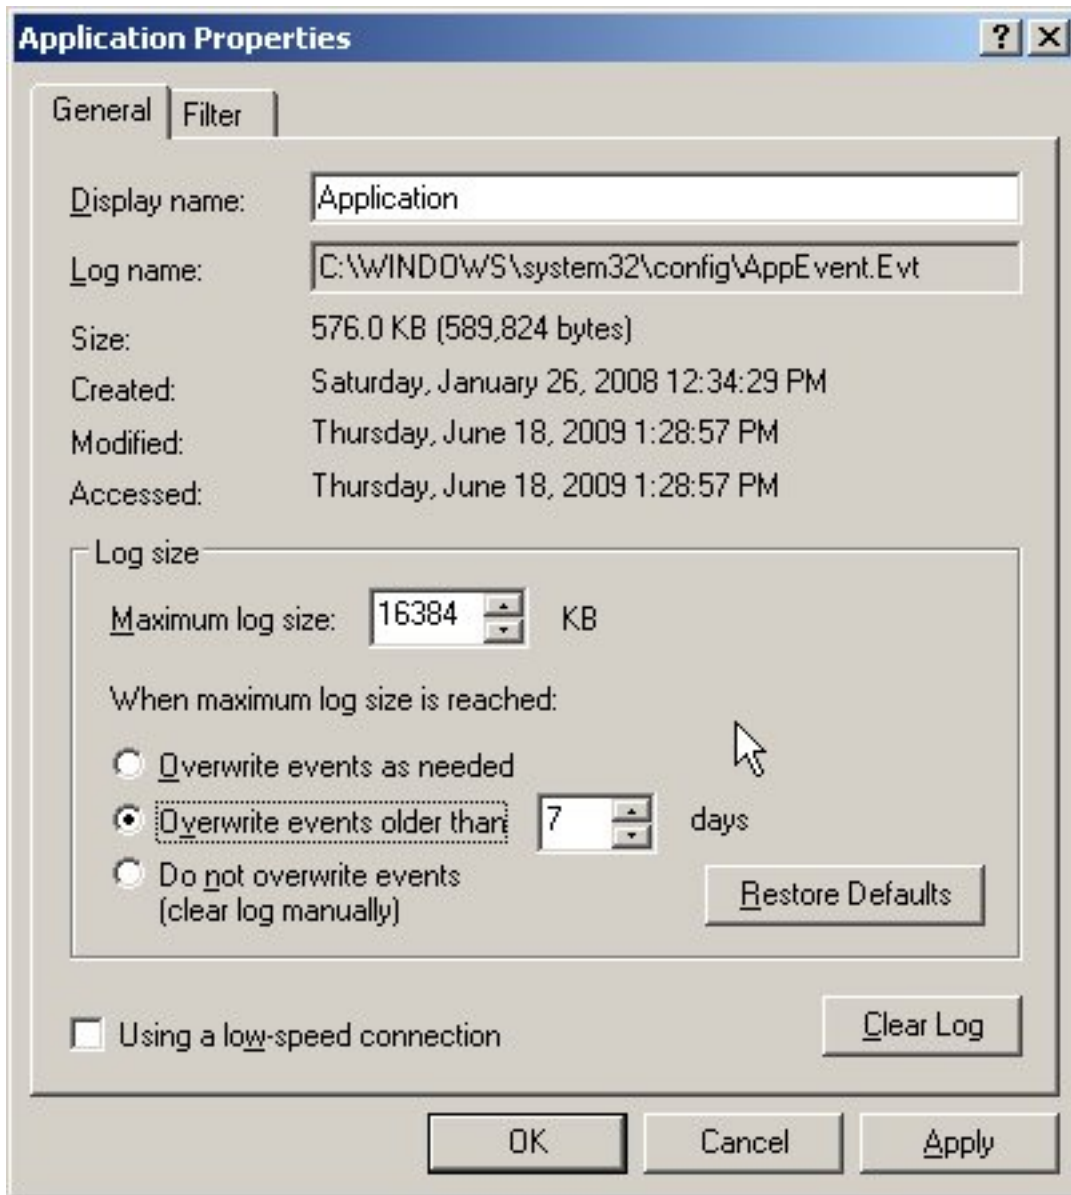 Application Properties
General
Filter
Display name:
Application
Log name:
C:\WINDOWS\system32\config\AppEvent.Evt
Size:
576.0 KB (589,824 bytes)
Created:
Saturday, January 26, 2008 12:34:29 PM
Modified:
Thursday, June 18, 2009 1:28:57 PM
Accessed:
Thursday, June 18, 2009 1:28:57 PM
Log size
Maximum log size:
16384
KB
When maximum log size is reached:
Overwrite events as needed
Overwrite events older than
7
days
Do not overwrite events
(clear log manually)
Restore Defaults
Using a low-speed connection
Clear Log
OK
Cancel
Apply